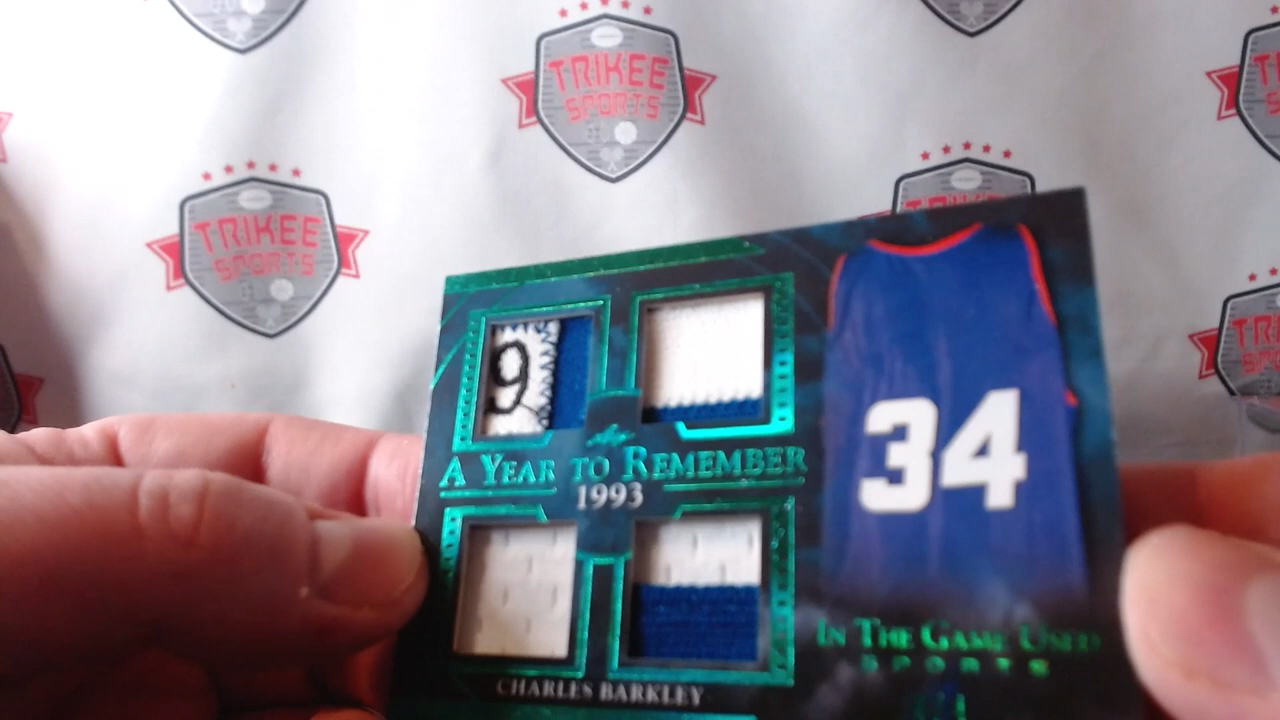 TRIKEE
SPORTS
TRIKEE
SPORTS
9
34
A YEAR TO REMEMBER
1993
IN THE GAME USED
SPORTS
CHARLES BARKLEY